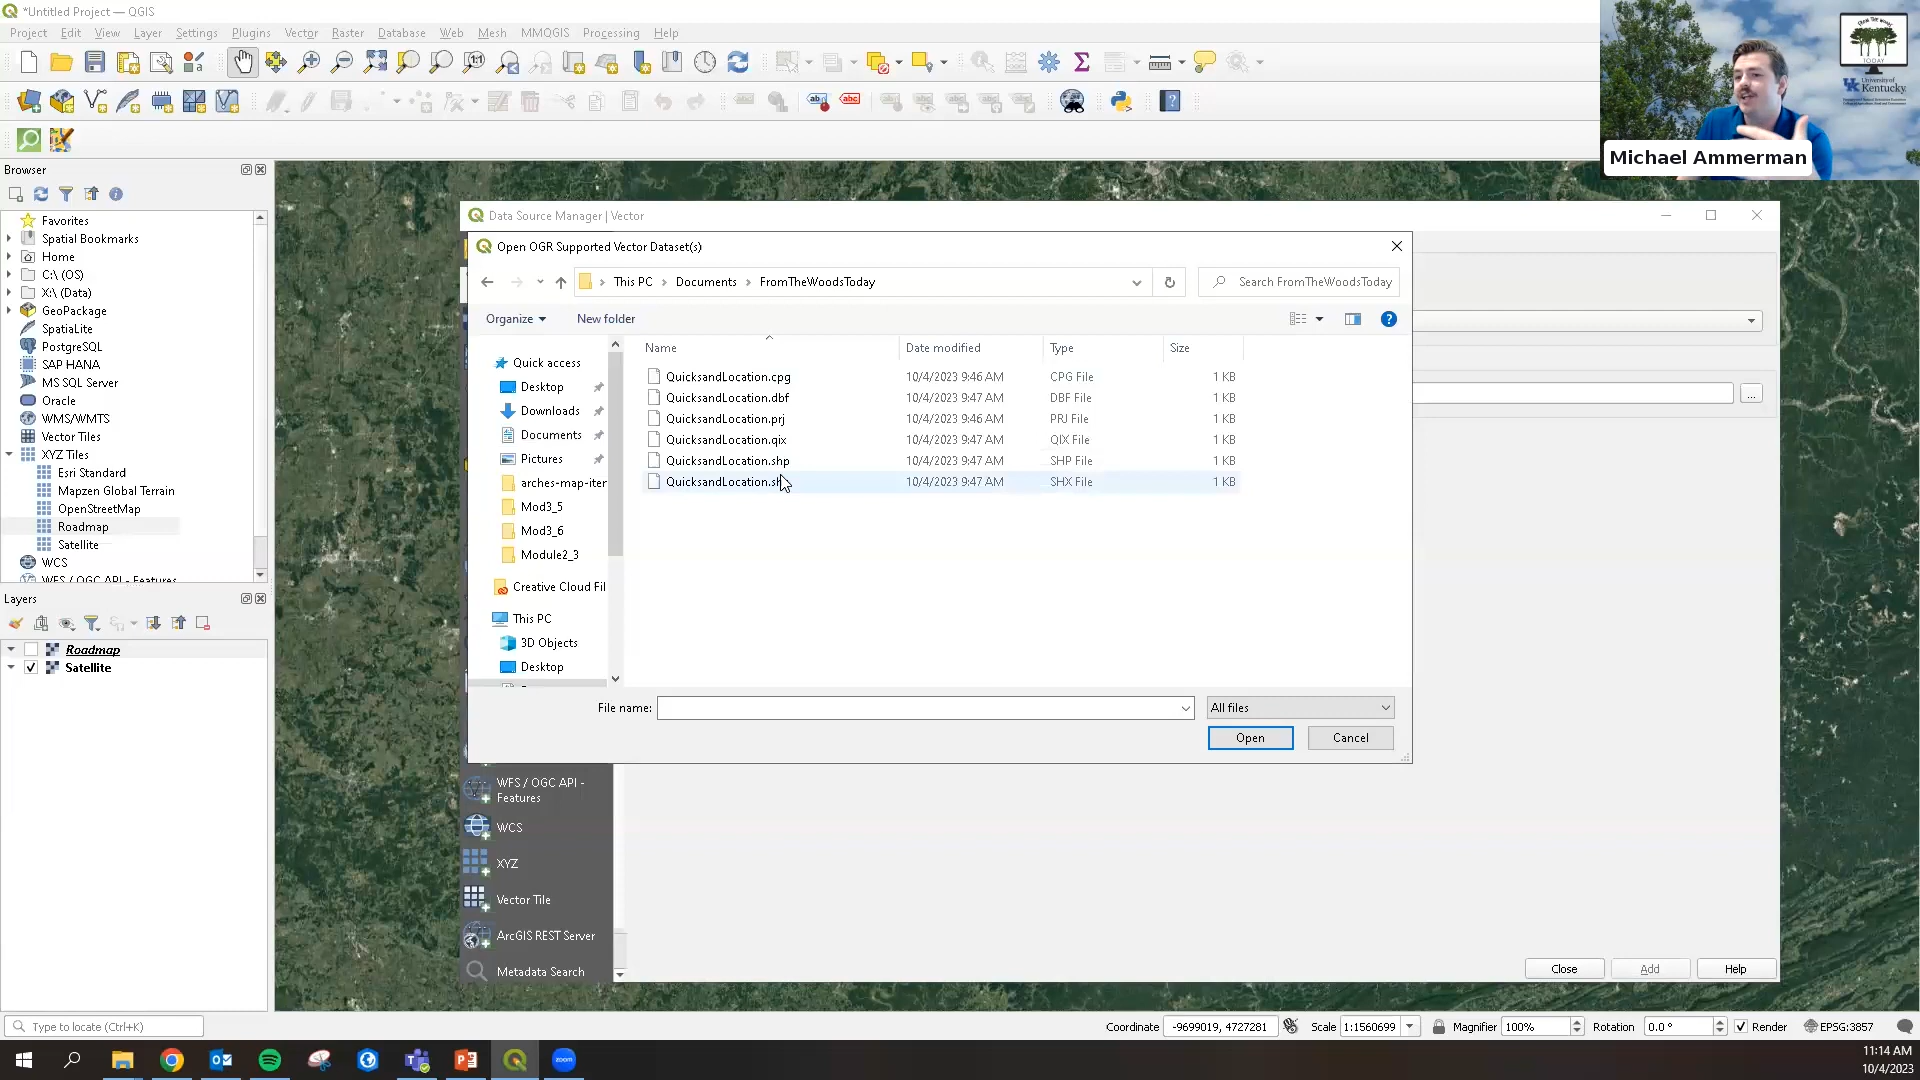 *Untitled Project — QGIS
Project Edit View Layer Settings Plugins Vector Raster Database Web Mesh MMQGIS Processing Help
TODAY
University of Kentucky
Michael Ammerman
Browser
Favorites
Spatial Bookmarks
Home
C:\ (OS)
X:\ (Data)
GeoPackage
SpatiaLite
PostgreSQL
SAP HANA
MS SQL Server
Oracle
WMS/WMTS
Vector Tiles
XYZ Tiles
Esri Standard
Mapzen Global Terrain
OpenStreetMap
Roadmap
Satellite
WCS
WFS / OGC API - Features
Layers
Roadmap
Satellite
Data Source Manager | Vector
Open OGR Supported Vector Dataset(s)
This PC > Documents > FromTheWoodsToday
Search FromTheWoodsToday
Organize New folder
Name Date modified Type Size
QuicksandLocation.cpg 10/4/2023 9:46 AM CPG File 1 KB
QuicksandLocation.dbf 10/4/2023 9:47 AM DBF File 1 KB
QuicksandLocation.prj 10/4/2023 9:46 AM PRJ File 1 KB
QuicksandLocation.qix 10/4/2023 9:47 AM QIX File 1 KB
QuicksandLocation.shp 10/4/2023 9:47 AM SHP File 1 KB
QuicksandLocation.sh 10/4/2023 9:47 AM SHX File 1 KB
Quick access
Desktop
Downloads
Documents
Pictures
arches-map-iter
Mod3_5
Mod3_6
Module2_3
Creative Cloud Fil
This PC
3D Objects
Desktop
File name: All files
Open Cancel
...
WFS / OGC API -
Features
WCS
XYZ
Vector Tile
ArcGIS REST Server
Metadata Search
Close Add Help
Type to locate (Ctrl+K)
Coordinate -9699019, 4727281 Scale 1:1560699 Magnifier 100% Rotation 0.0 ° Render EPSG:3857
zoom
11:14 AM
10/4/2023